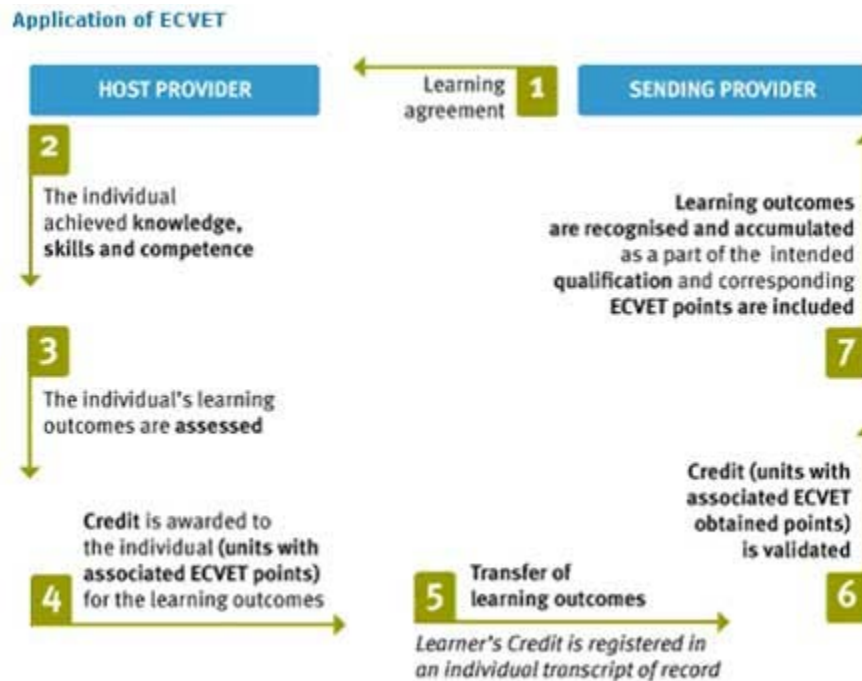 Application of ECVET
HOST PROVIDER
Learning
agreement
1
SENDING PROVIDER
2
The individual
achieved knowledge,
skills and competence
3
The individual's learning
outcomes are assessed
4
Credit is awarded to
the individual (units with
associated ECVET points)
for the learning outcomes
5
Transfer of
learning outcomes
Learner's Credit is registered in
an individual transcript of record
6
Credit (units with
associated ECVET
obtained points)
is validated
7
Learning outcomes
are recognised and accumulated
as a part of the intended
qualification and corresponding
ECVET points are included